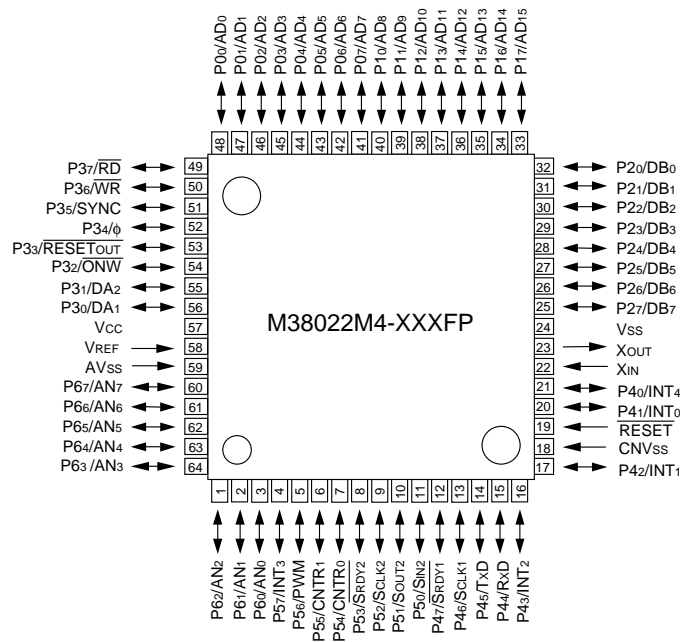 P00/AD0
P01/AD1
P02/AD2
P03/AD3
P04/AD4
P05/AD5
P06/AD6
P07/AD7
P10/AD8
P11/AD9
P12/AD10
P13/AD11
P14/AD12
P15/AD13
P16/AD14
P17/AD15
48 47 46 45 44 43 42 41 40 39 38 37 36 35 34 33
P37/RD 49
P36/WR 50
P35/SYNC 51
P34/ϕ 52
P33/RESETOUT 53
P32/ONW 54
P31/DA2 55
P30/DA1 56
VCC 57
VREF 58
AVSS 59
P67/AN7 60
P66/AN6 61
P65/AN5 62
P64/AN4 63
P63/AN3 64
M38022M4-XXXFP
32 P20/DB0
31 P21/DB1
30 P22/DB2
29 P23/DB3
28 P24/DB4
27 P25/DB5
26 P26/DB6
25 P27/DB7
24 VSS
23 XOUT
22 XIN
21 P40/INT4
20 P41/INT0
19 RESET
18 CNVSS
17 P42/INT1
1 2 3 4 5 6 7 8 9 10 11 12 13 14 15 16
P62/AN2
P61/AN1
P60/AN0
P57/INT3
P56/PWM
P55/CNTR1
P54/CNTR0
P53/SRDY2
P52/SCLK2
P51/SOUT2
P50/SIN2
P47/SRDY1
P46/SCLK1
P45/TXD
P44/RXD
P43/INT2